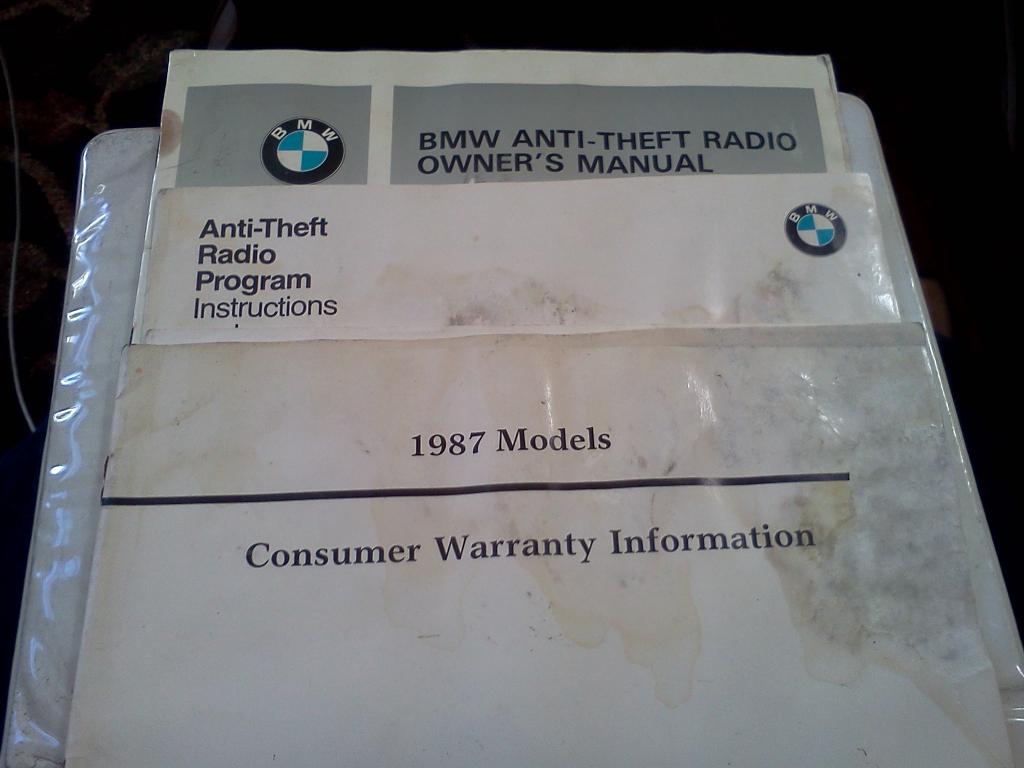 BMW
BMW ANTI-THEFT RADIO
OWNER'S MANUAL
Anti-Theft
Radio
Program
Instructions
BMW
1987 Models
Consumer Warranty Information